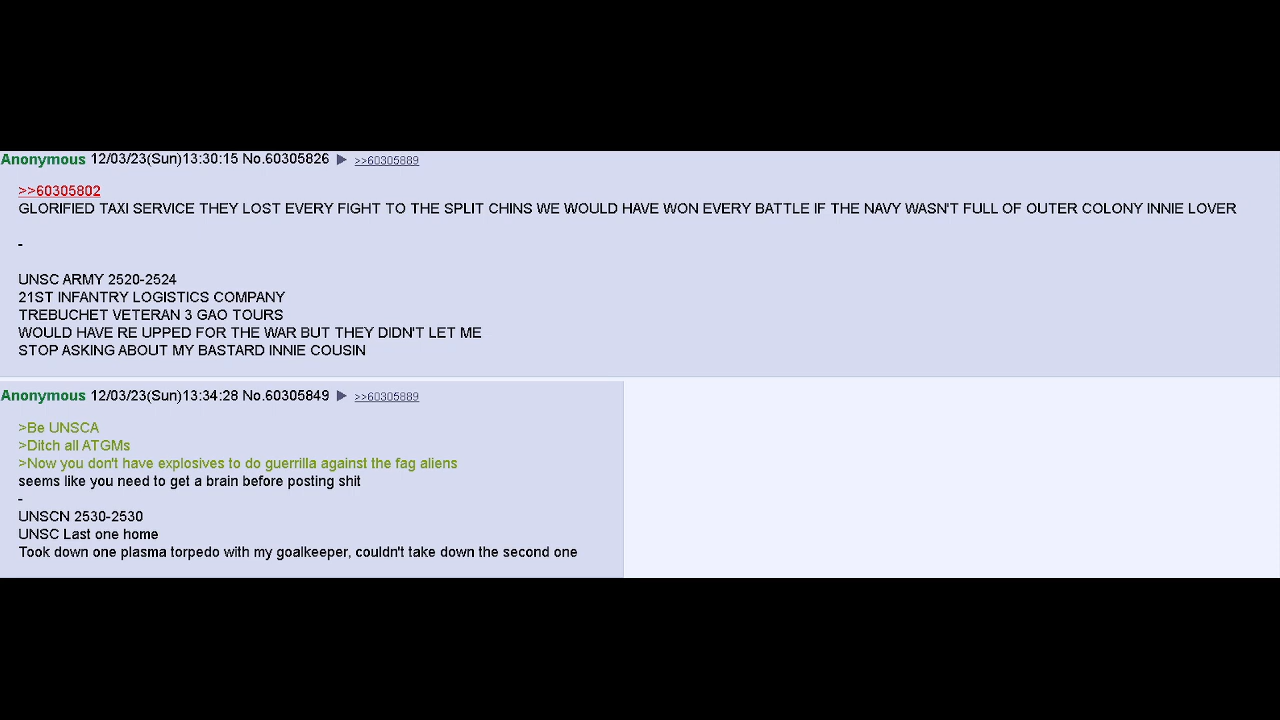 Anonymous 12/03/23(Sun)13:30:15 No.60305826 ▶ >>60305889
>>60305802
GLORIFIED TAXI SERVICE THEY LOST EVERY FIGHT TO THE SPLIT CHINS WE WOULD HAVE WON EVERY BATTLE IF THE NAVY WASN'T FULL OF OUTER COLONY INNIE LOVER
-
UNSC ARMY 2520-2524
21ST INFANTRY LOGISTICS COMPANY
TREBUCHET VETERAN 3 GAO TOURS
WOULD HAVE RE UPPED FOR THE WAR BUT THEY DIDN'T LET ME
STOP ASKING ABOUT MY BASTARD INNIE COUSIN
Anonymous 12/03/23(Sun)13:34:28 No.60305849 ▶ >>60305889
>Be UNSCA
>Ditch all ATGMs
>Now you don't have explosives to do guerrilla against the fag aliens
seems like you need to get a brain before posting shit
-
UNSCN 2530-2530
UNSC Last one home
Took down one plasma torpedo with my goalkeeper, couldn't take down the second one